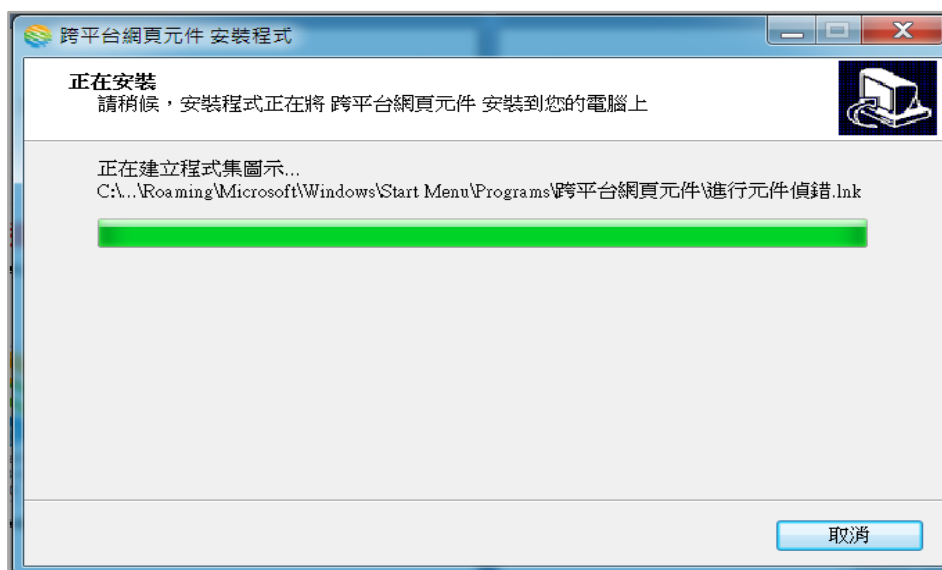 跨平台網頁元件 安裝程式
正在安裝
請稍候，安裝程式正在將 跨平台網頁元件 安裝到您的電腦上
正在建立程式集圖示...
C:\...\Roaming\Microsoft\Windows\Start Menu\Programs\跨平台網頁元件\進行元件偵錯.lnk
取消